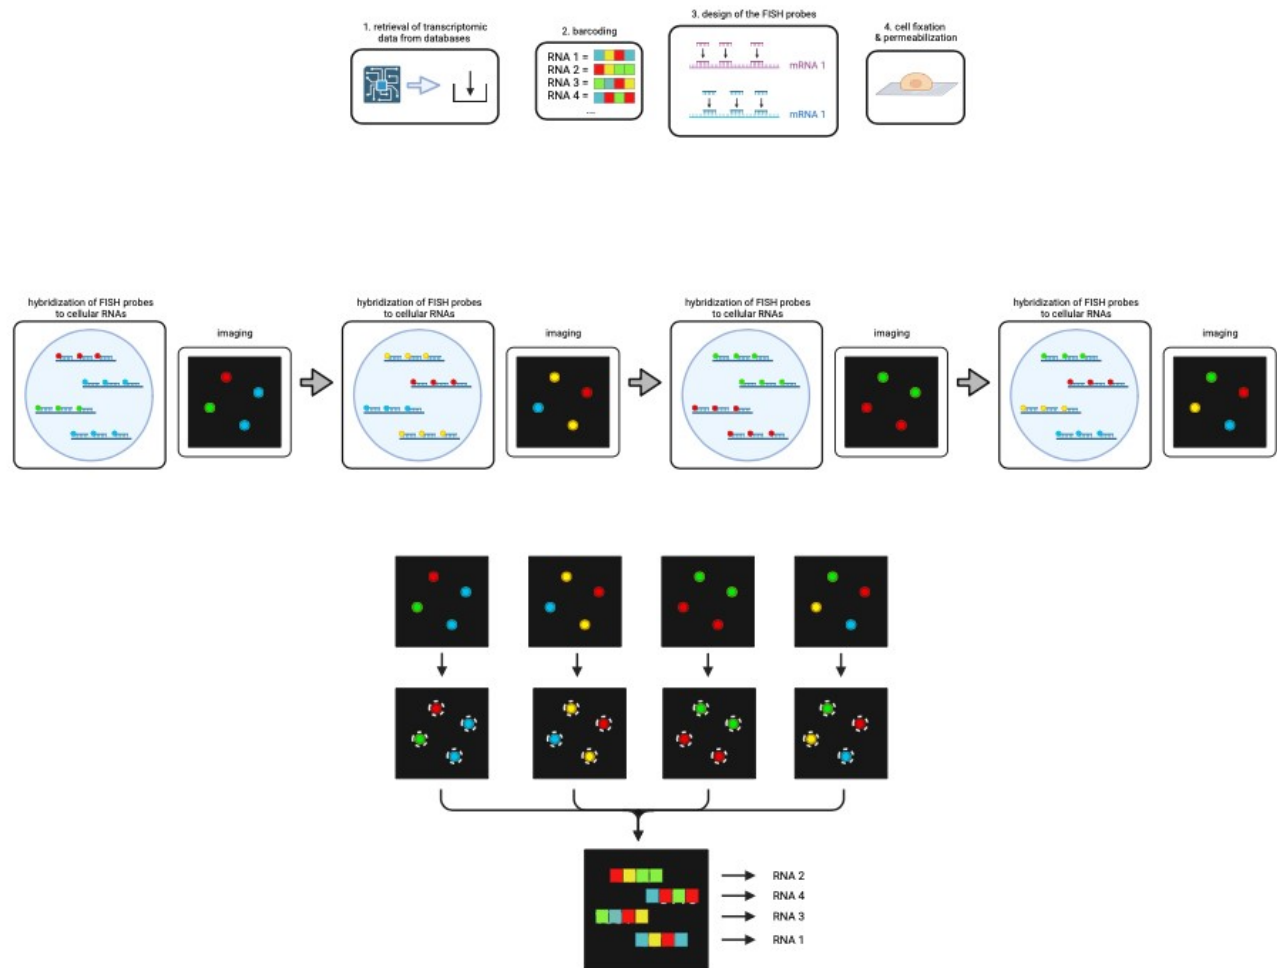 1. retrieval of transcriptomic
data from databases
2. barcoding
RNA 1 =
RNA 2 =
RNA 3 =
RNA 4 =
....
3. design of the FISH probes
mRNA 1
mRNA 1
4. cell fixation
& permeabilization
hybridization of FISH probes
to cellular RNAs
imaging
hybridization of FISH probes
to cellular RNAs
imaging
hybridization of FISH probes
to cellular RNAs
imaging
hybridization of FISH probes
to cellular RNAs
imaging
RNA 2
RNA 4
RNA 3
RNA 1